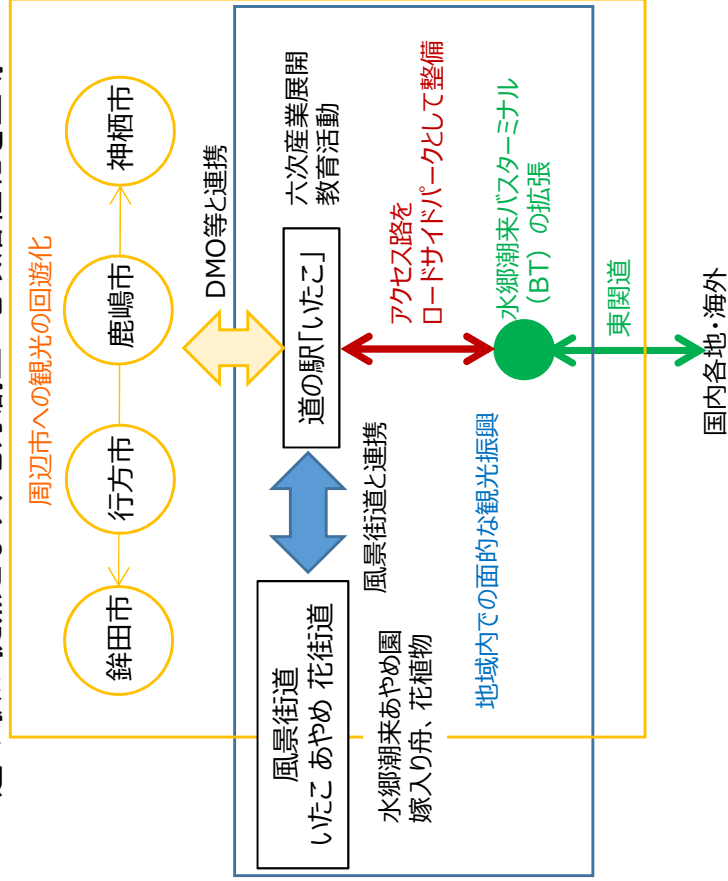 周辺市への観光の回遊化
鉾田市
行方市
鹿嶋市
神栖市
DMO等と連携
風景街道
いたこ あやめ 花街道
水郷潮来あやめ園
嫁入り舟、花植物
風景街道と連携
道の駅「いたこ」
六次産業展開
教育活動
アクセス路を
ロードサイドパークとして整備
地域内での面的な観光振興
水郷潮来バスターミナル
（BT）の拡張
東関道
国内各地・海外